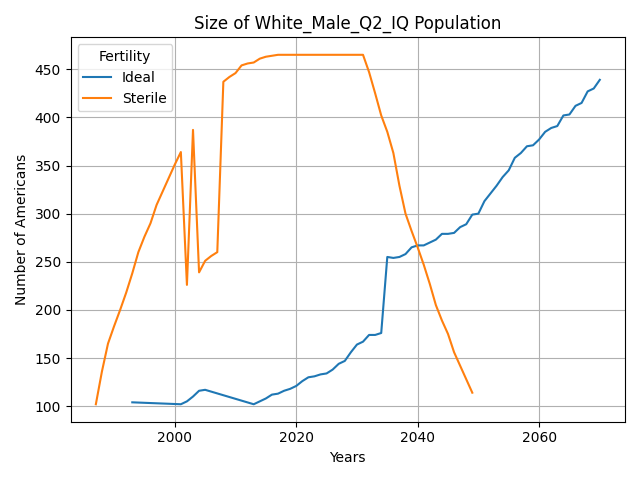 Size of White_Male_Q2_IQ Population
Fertility
Ideal
Sterile
450
400
350
300
250
200
150
100
Number of Americans
2000
2020
2040
2060
Years